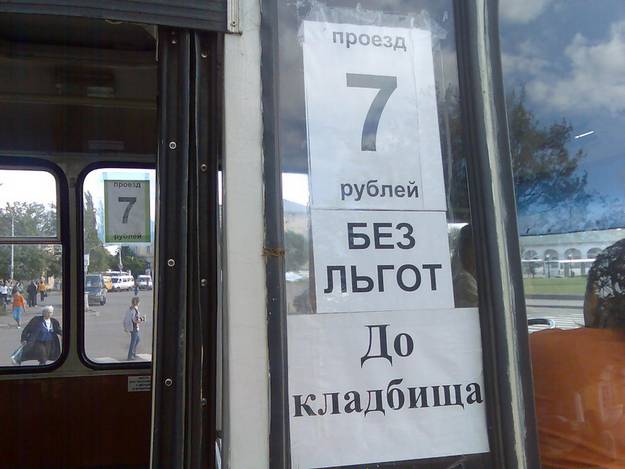 проезд
7
рублей
БЕЗ
ЛЬГОТ
До
кладбища
проезд
7
рублей